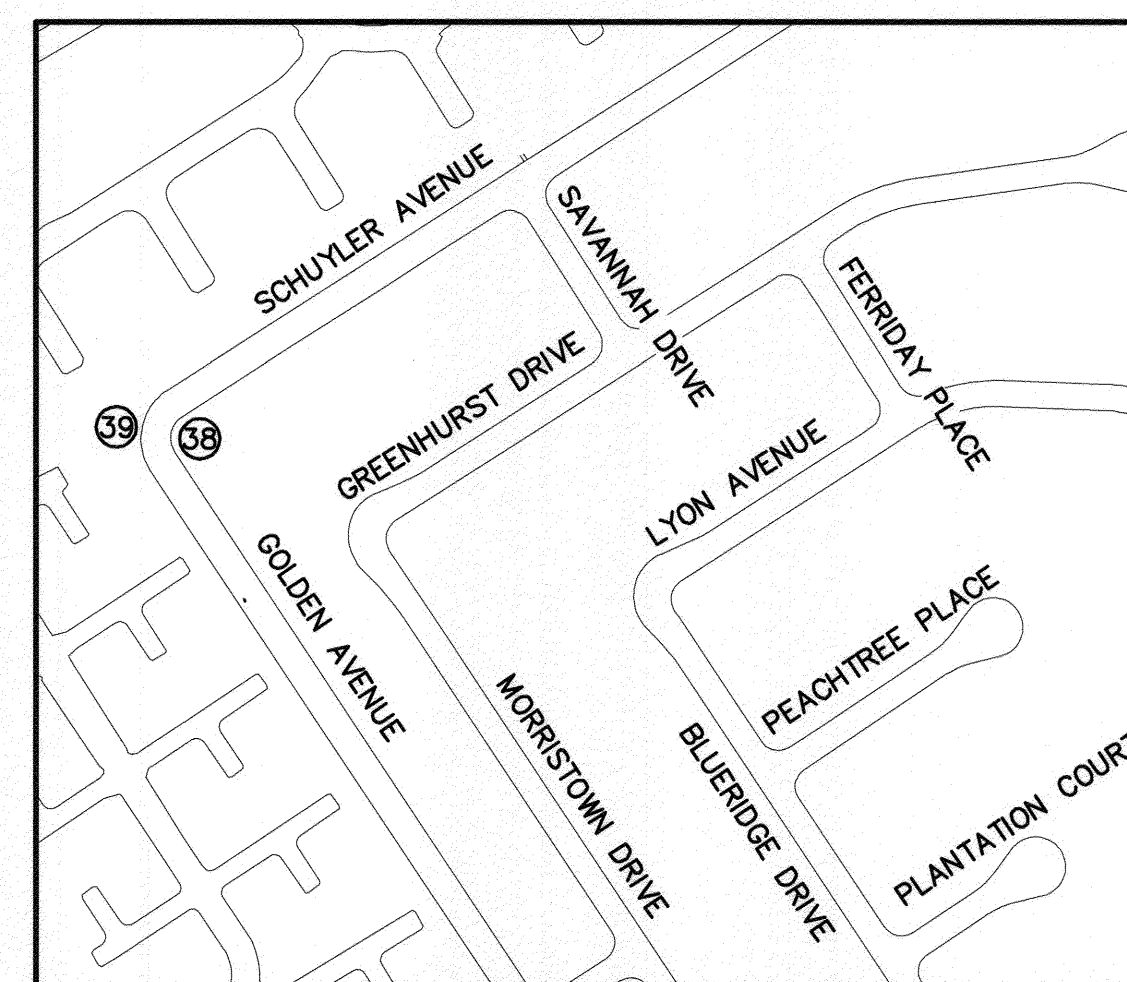 SCHUYLER AVENUE
SAVANNAH DRIVE
FERRIDAY PLACE
GREENHURST DRIVE
39
38
LYON AVENUE
GOLDEN AVENUE
PEACHTREE PLACE
MORRISTOWN DRIVE
BLUERIDGE DRIVE
PLANTATION COURT